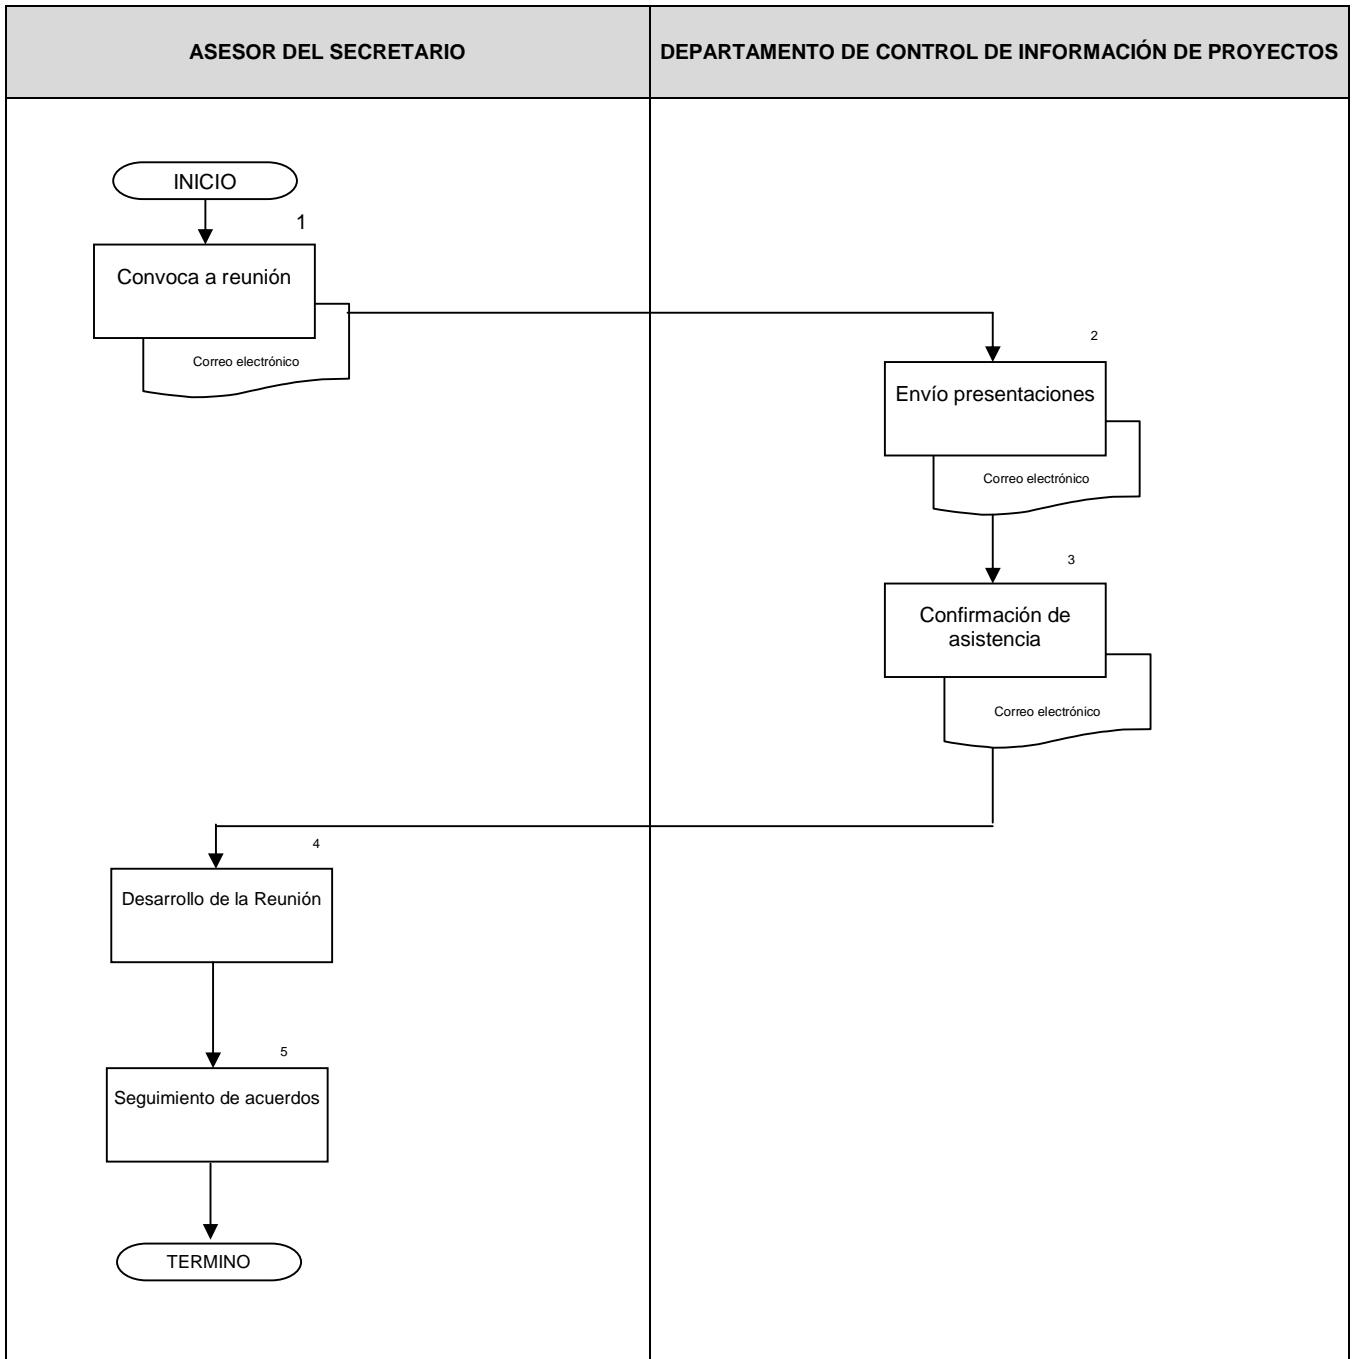 ASESOR DEL SECRETARIO
DEPARTAMENTO DE CONTROL DE INFORMACIÓN DE PROYECTOS
INICIO
1
Convoca a reunión
Correo electrónico
2
Envío presentaciones
Correo electrónico
3
Confirmación de
asistencia
Correo electrónico
4
Desarrollo de la Reunión
5
Seguimiento de acuerdos
TERMINO